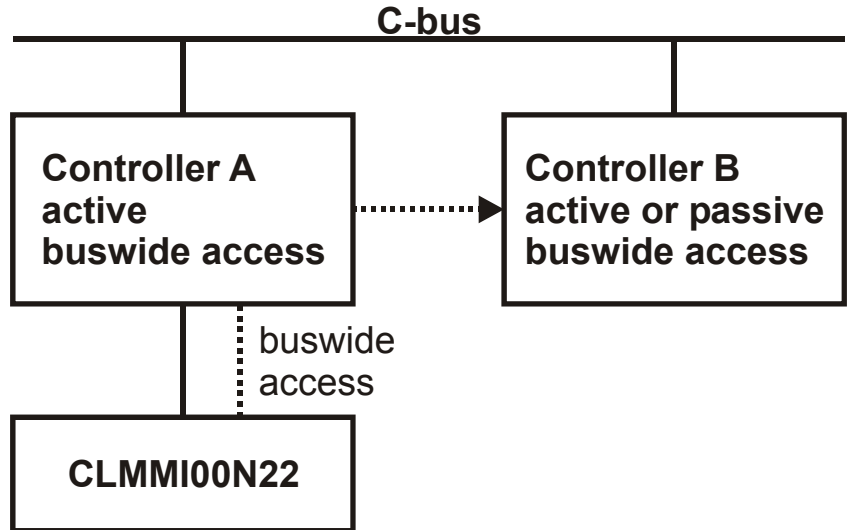 C-bus
Controller A
active
buswide access
Controller B
active or passive
buswide access
buswide
access
CLMMI00N22